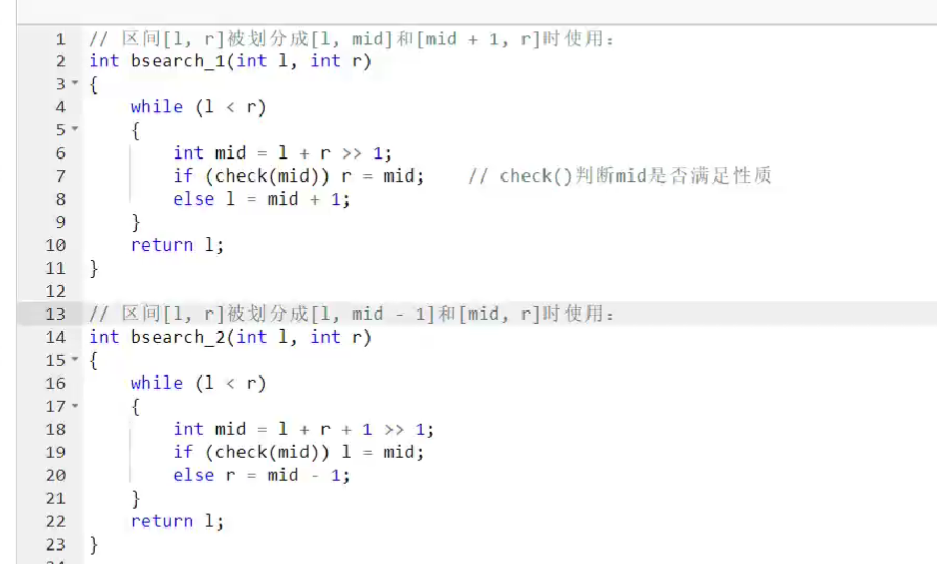 1 // 区间[l, r]被划分成[l, mid]和[mid + 1, r]时使用：
2 int bsearch_1(int l, int r)
3 {
4     while (l < r)
5     {
6         int mid = l + r >> 1;
7         if (check(mid)) r = mid;    // check()判断mid是否满足性质
8         else l = mid + 1;
9     }
10     return l;
11 }
12
13 // 区间[l, r]被划分成[l, mid - 1]和[mid, r]时使用：
14 int bsearch_2(int l, int r)
15 {
16     while (l < r)
17     {
18         int mid = l + r + 1 >> 1;
19         if (check(mid)) l = mid;
20         else r = mid - 1;
21     }
22     return l;
23 }